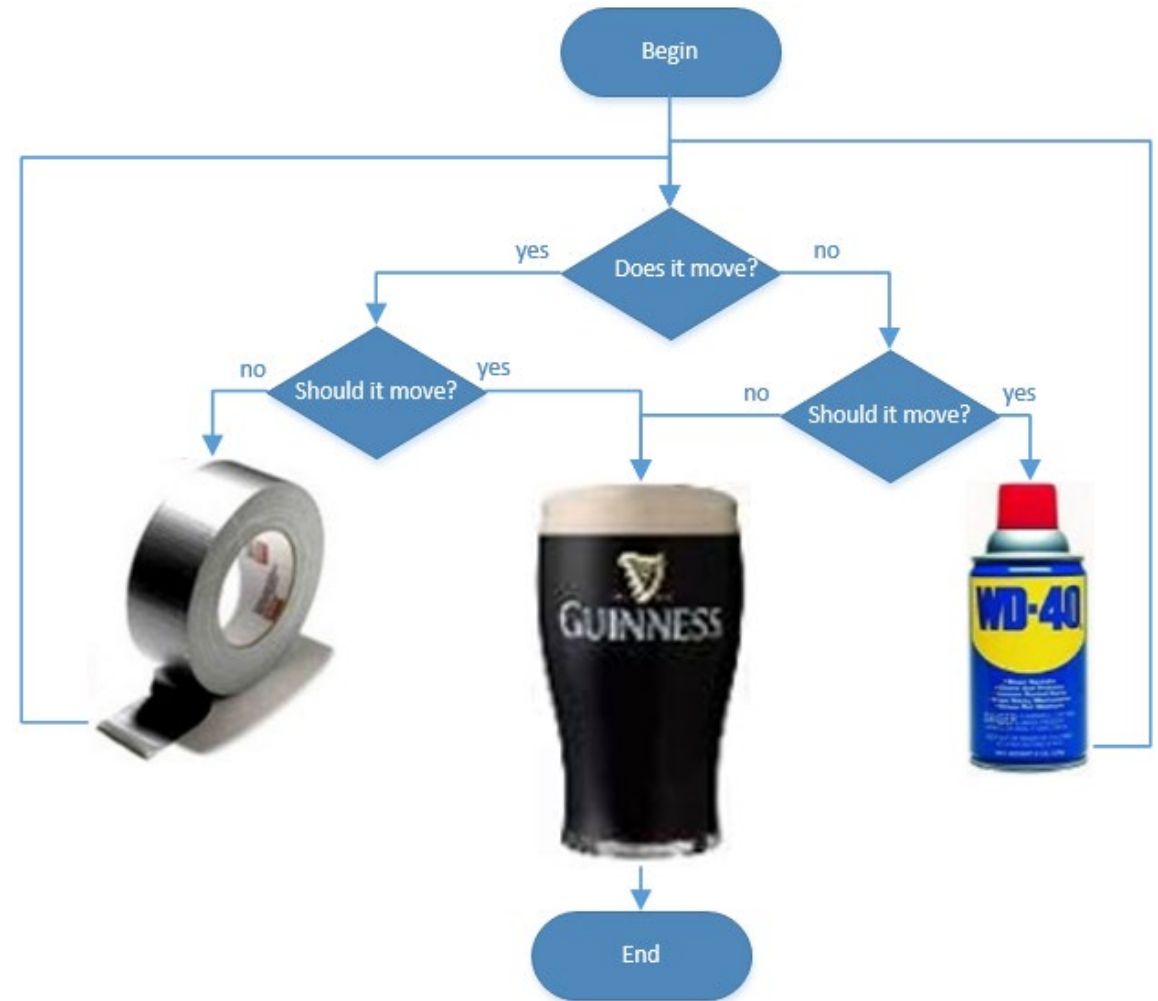 Begin
Does it move?
yes
no
Should it move?
no
yes
Should it move?
no
yes
GUINNESS
WD-40
DANGER
End